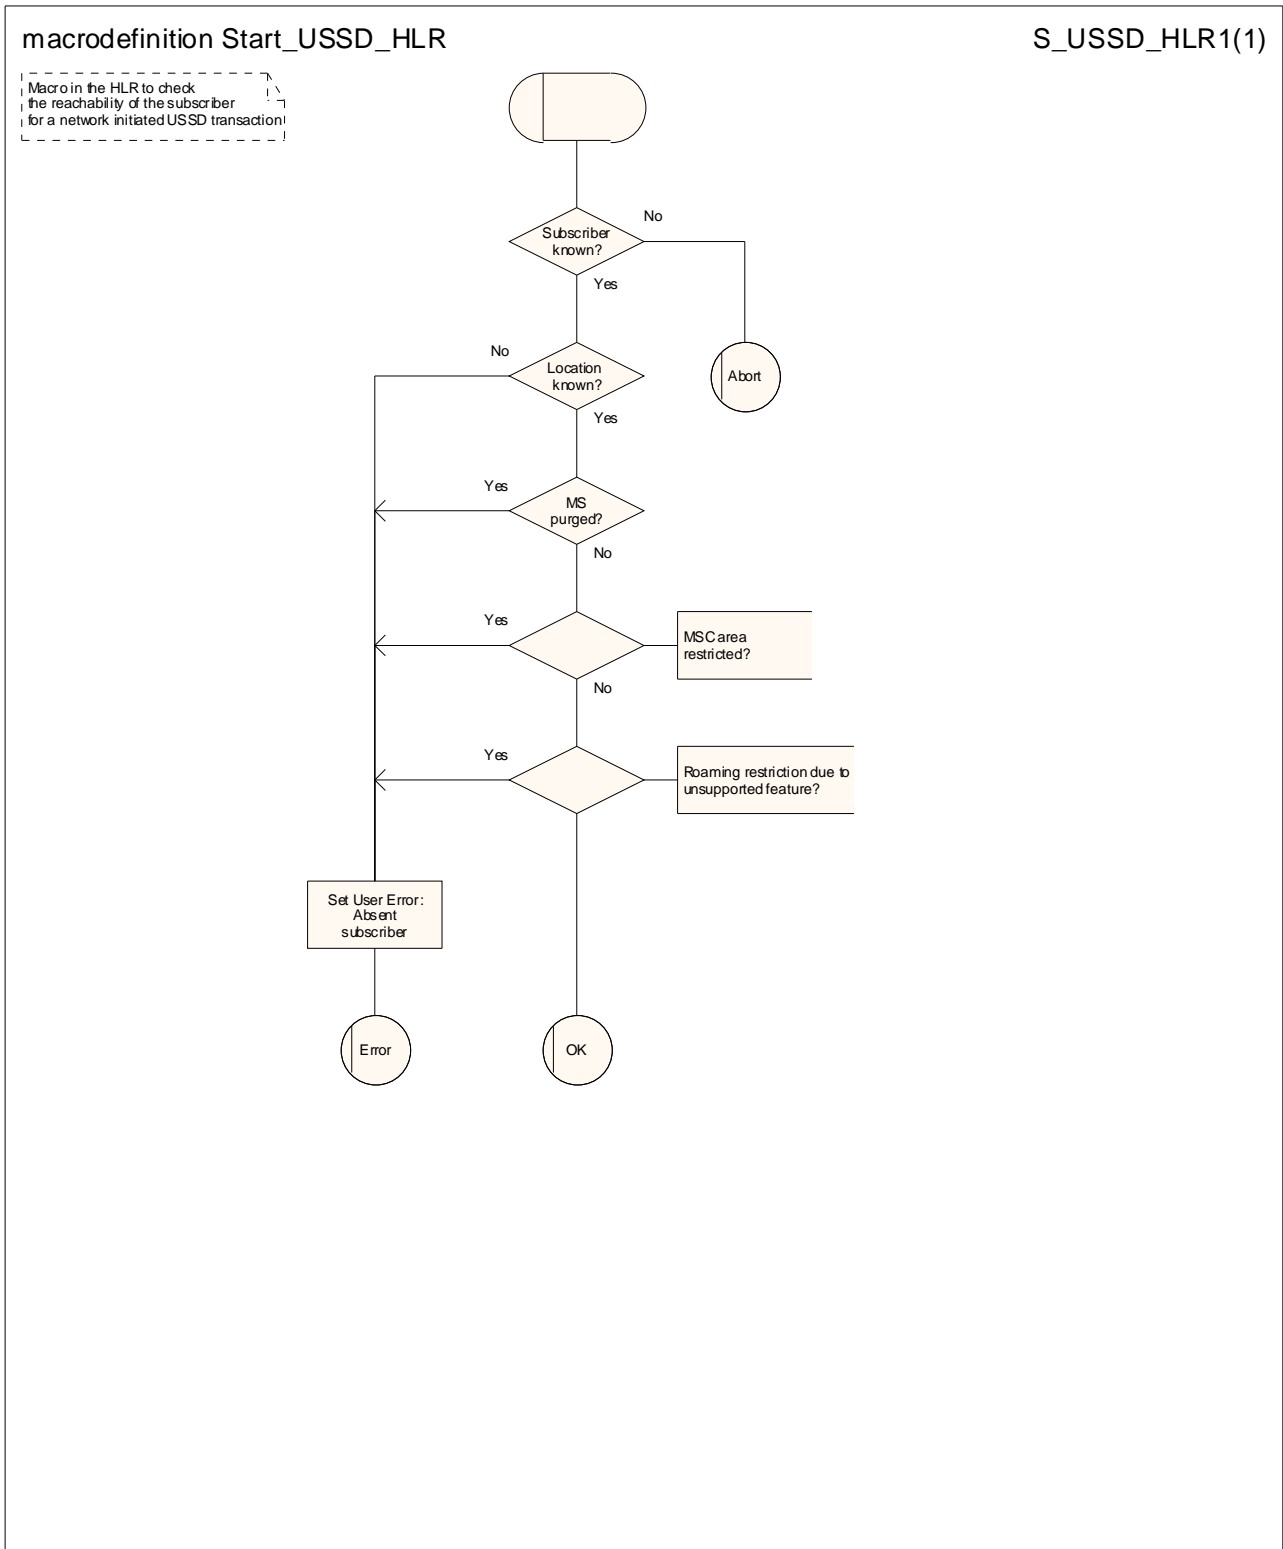 macrodefinition Start_USSD_HLR
S_USSD_HLR1(1)
Macro in the HLR to check
the reachability of the subscriber
for a network initiated USSD transaction
No
Subscriber
known?
Yes
No
Location
known?
Abort
Yes
Yes
MS
purged?
No
Yes
MSC area
restricted?
No
Yes
Roaming restriction due to
unsupported feature?
Set User Error:
Absent
subscriber
Error
OK